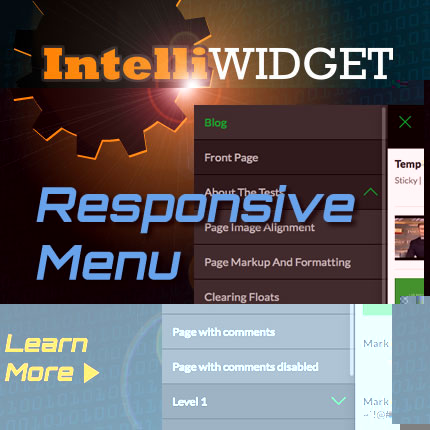 IntelliWIDGET
Blog
Front Page
About The Tests
Responsive
Menu
Page Image Alignment
Page Markup And Formatting
Clearing Floats
Page with comments
Page with comments disabled
Level 1
Temp
Sticky |
Mark
Mark
Learn
More